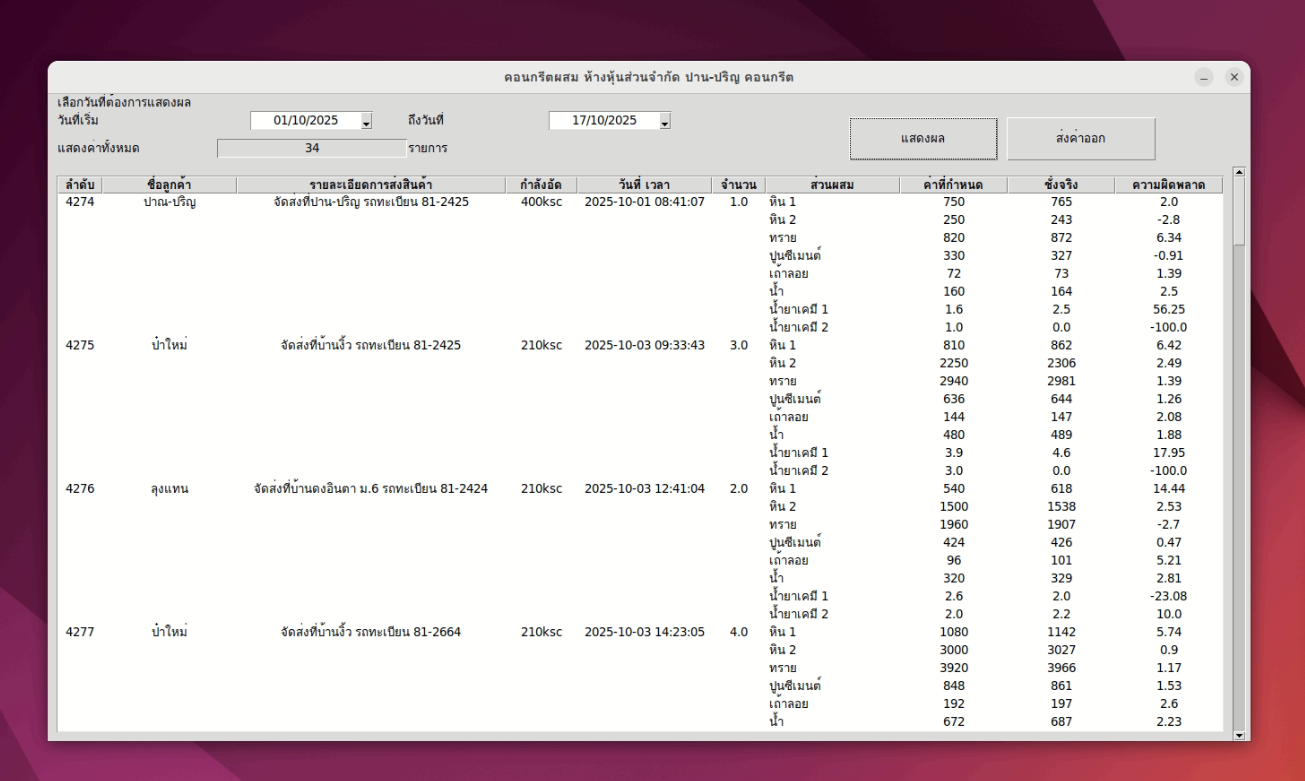 คอนกรีตผสม ห้างหุ้นส่วนจำกัด ปาน-ปริญ คอนกรีต
เลือกวันที่ต้องการแสดงผล
วันที่เริ่ม 01/10/2025 ถึงวันที่ 17/10/2025
แสดงผล ส่งค่าออก
แสดงค่าทั้งหมด 34 รายการ
ลำดับ ชื่อลูกค้า รายละเอียดการส่งสินค้า กำลังอัด วันที่ เวลา จำนวน ส่วนผสม ค่าที่กำหนด ชั่งจริง ความผิดพลาด
4274 ปาณ-ปริญ จัดส่งที่ปาน-ปริญ รถทะเบียน 81-2425 400ksc 2025-10-01 08:41:07 1.0 หิน 1 750 765 2.0
หิน 2 250 243 -2.8
ทราย 820 872 6.34
ปูนซีเมนต์ 330 327 -0.91
เถ้าลอย 72 73 1.39
น้ำ 160 164 2.5
น้ำยาเคมี 1 1.6 2.5 56.25
น้ำยาเคมี 2 1.0 0.0 -100.0
4275 ป๋าใหม่ จัดส่งที่บ้านงิ้ว รถทะเบียน 81-2425 210ksc 2025-10-03 09:33:43 3.0 หิน 1 810 862 6.42
หิน 2 2250 2306 2.49
ทราย 2940 2981 1.39
ปูนซีเมนต์ 636 644 1.26
เถ้าลอย 144 147 2.08
น้ำ 480 489 1.88
น้ำยาเคมี 1 3.9 4.6 17.95
น้ำยาเคมี 2 3.0 0.0 -100.0
4276 ลุงแทน จัดส่งที่บ้านดงอินตา ม.6 รถทะเบียน 81-2424 210ksc 2025-10-03 12:41:04 2.0 หิน 1 540 618 14.44
หิน 2 1500 1538 2.53
ทราย 1960 1907 -2.7
ปูนซีเมนต์ 424 426 0.47
เถ้าลอย 96 101 5.21
น้ำ 320 329 2.81
น้ำยาเคมี 1 2.6 2.0 -23.08
น้ำยาเคมี 2 2.0 2.2 10.0
4277 ป๋าใหม่ จัดส่งที่บ้านงิ้ว รถทะเบียน 81-2664 210ksc 2025-10-03 14:23:05 4.0 หิน 1 1080 1142 5.74
หิน 2 3000 3027 0.9
ทราย 3920 3966 1.17
ปูนซีเมนต์ 848 861 1.53
เถ้าลอย 192 197 2.6
น้ำ 672 687 2.23